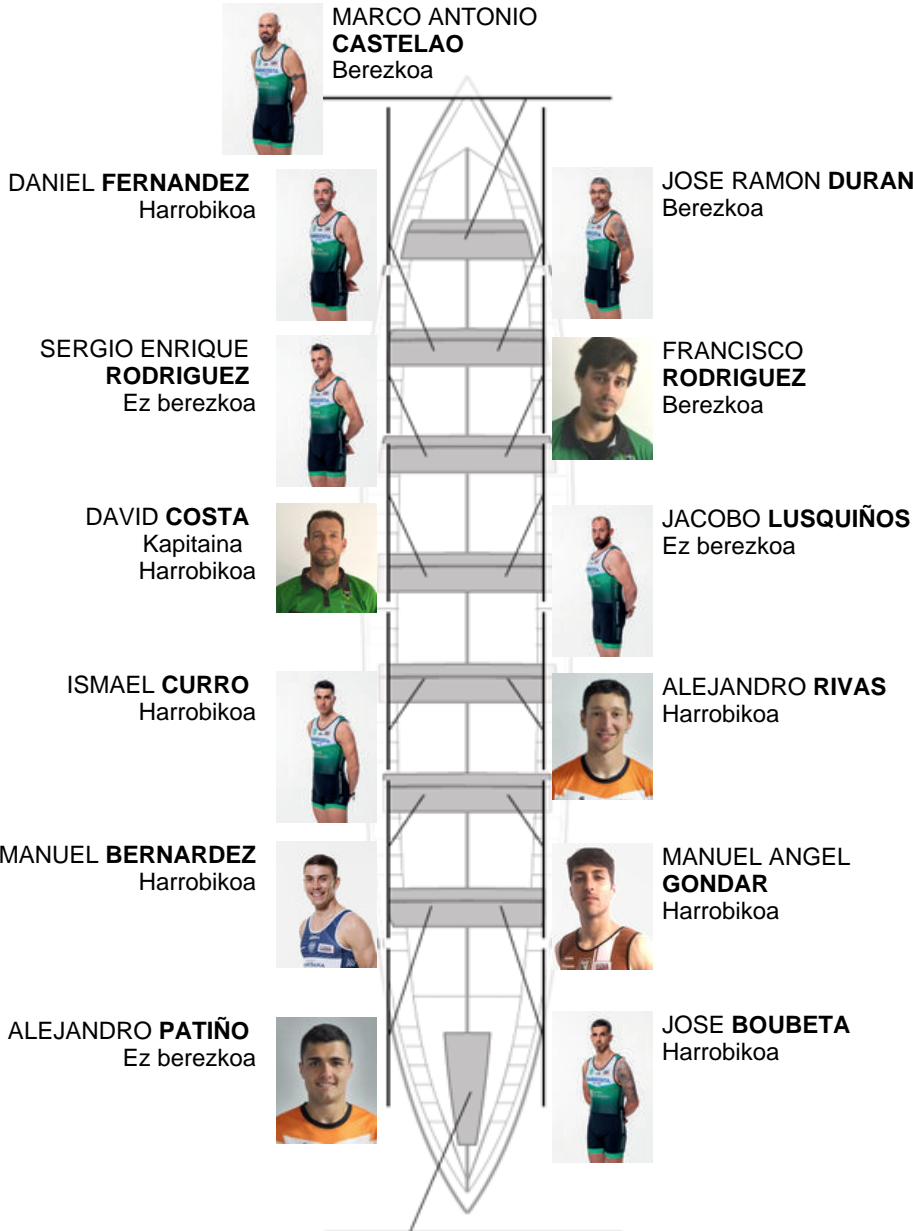 MARCO ANTONIO
CASTELAO
Berezkoa
DANIEL FERNANDEZ
Harrobikoa
JOSE RAMON DURAN
Berezkoa
SERGIO ENRIQUE
RODRIGUEZ
Ez berezkoa
FRANCISCO
RODRIGUEZ
Berezkoa
DAVID COSTA
Kapitaina
Harrobikoa
JACOBO LUSQUIÑOS
Ez berezkoa
ISMAEL CURRO
Harrobikoa
ALEJANDRO RIVAS
Harrobikoa
MANUEL BERNARDEZ
Harrobikoa
MANUEL ANGEL
GONDAR
Harrobikoa
ALEJANDRO PATIÑO
Ez berezkoa
JOSE BOUBETA
Harrobikoa